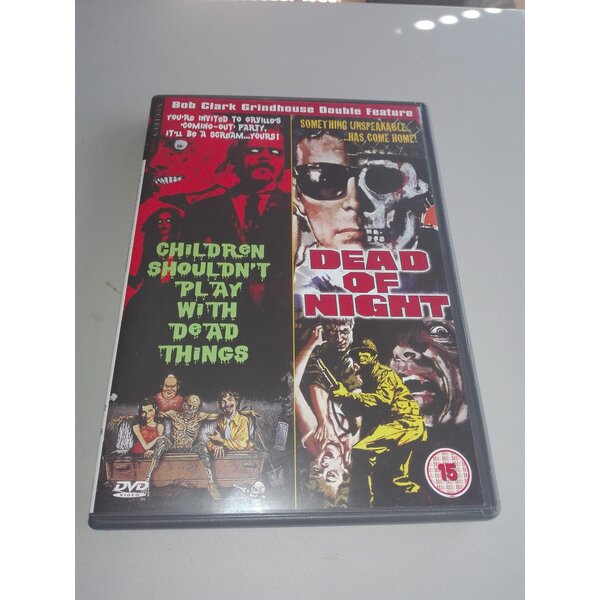 Bob Clark Grindhouse Double Feature
YOU'RE INVITED TO ORVILLE'S
'COMING-OUT' PARTY,
IT'LL BE A SCREAM...YOURS!
CHILDREN
SHOULDN'T
PLAY
WITH
DEAD
THINGS
DVD
VIDEO
SOMETHING UNSPEAKABLE...
...HAS COME HOME!
DEAD
OF
NIGHT
15